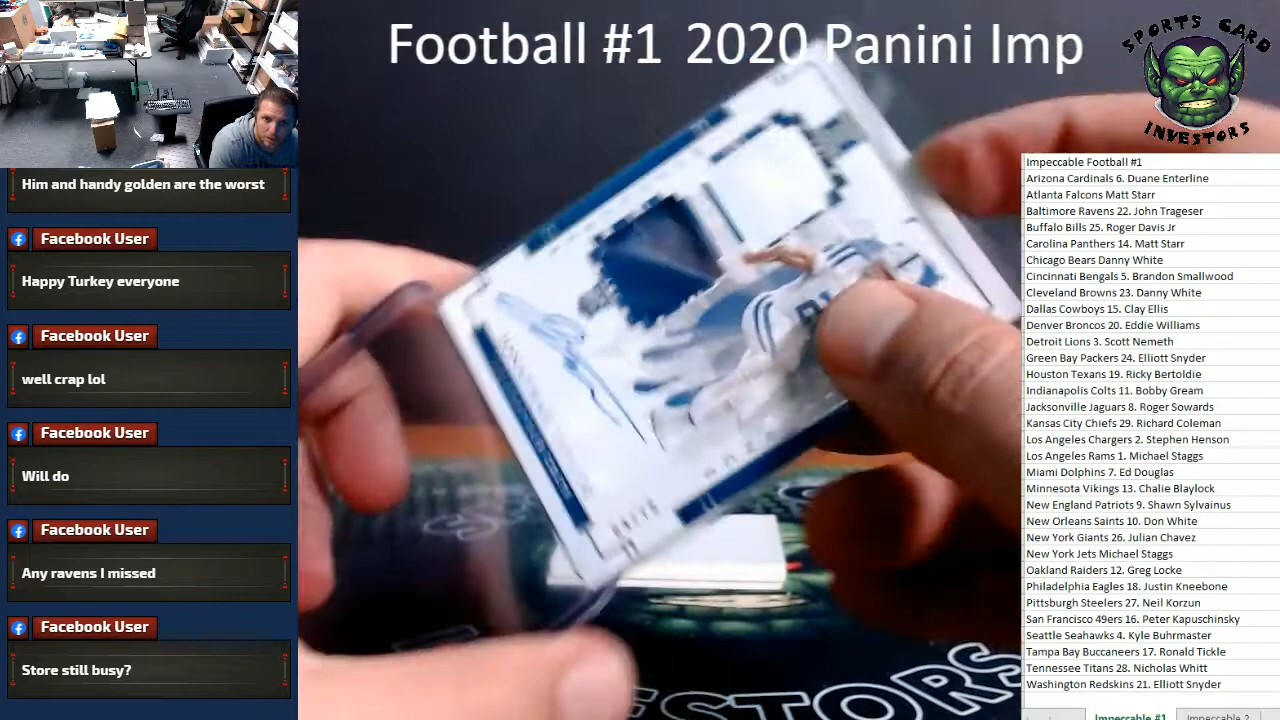 Football #1 2020 Panini Imp
SPORTS CARD
INVESTORS
Him and handy golden are the worst
Facebook User
Happy Turkey everyone
Facebook User
well crap lol
Facebook User
Will do
Facebook User
Any ravens I missed
Facebook User
Store still busy?
Impeccable Football #1
Arizona Cardinals 6. Duane Enterline
Atlanta Falcons Matt Starr
Baltimore Ravens 22. John Trageser
Buffalo Bills 25. Roger Davis Jr
Carolina Panthers 14. Matt Starr
Chicago Bears Danny White
Cincinnati Bengals 5. Brandon Smallwood
Cleveland Browns 23. Danny White
Dallas Cowboys 15. Clay Ellis
Denver Broncos 20. Eddie Williams
Detroit Lions 3. Scott Nemeth
Green Bay Packers 24. Elliott Snyder
Houston Texans 19. Ricky Bertoldie
Indianapolis Colts 11. Bobby Gream
Jacksonville Jaguars 8. Roger Sowards
Kansas City Chiefs 29. Richard Coleman
Los Angeles Chargers 2. Stephen Henson
Los Angeles Rams 1. Michael Staggs
Miami Dolphins 7. Ed Douglas
Minnesota Vikings 13. Chalie Blaylock
New England Patriots 9. Shawn Sylvainus
New Orleans Saints 10. Don White
New York Giants 26. Julian Chavez
New York Jets Michael Staggs
Oakland Raiders 12. Greg Locke
Philadelphia Eagles 18. Justin Kneebone
Pittsburgh Steelers 27. Neil Korzun
San Francisco 49ers 16. Peter Kapuschinsky
Seattle Seahawks 4. Kyle Buhrmaster
Tampa Bay Buccaneers 17. Ronald Tickle
Tennessee Titans 28. Nicholas Whitt
Washington Redskins 21. Elliott Snyder
Impeccable #1
Impeccable 2